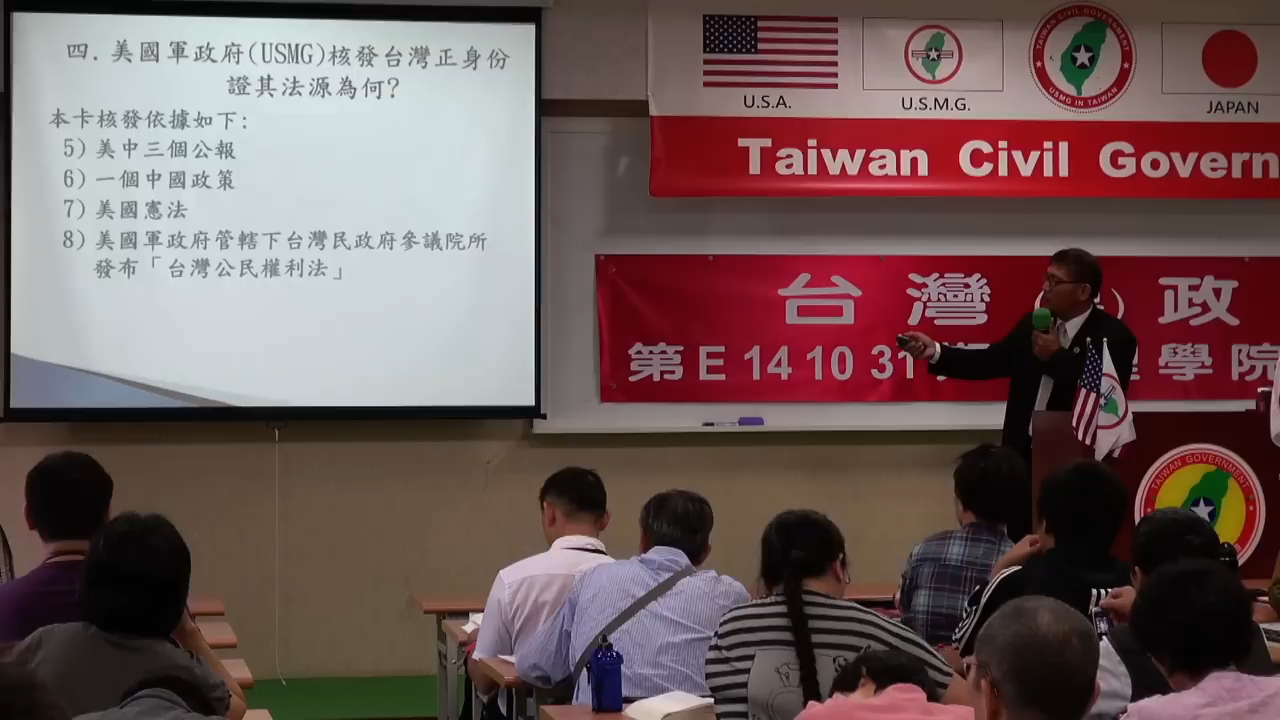 四. 美國軍政府(USMG)核發台灣正身份
證其法源為何?
本卡核發依據如下:
5) 美中三個公報
6) 一個中國政策
7) 美國憲法
8) 美國軍政府管轄下台灣民政府參議院所
發布「台灣公民權利法」
U.S.A.
U.S.M.G.
TAIWAN CIVIL GOVERNMENT
USMG IN TAIWAN
JAPAN
Taiwan Civil Govern
台灣 政
第E 14 10 31 學院
TAIWAN GOVERNMENT